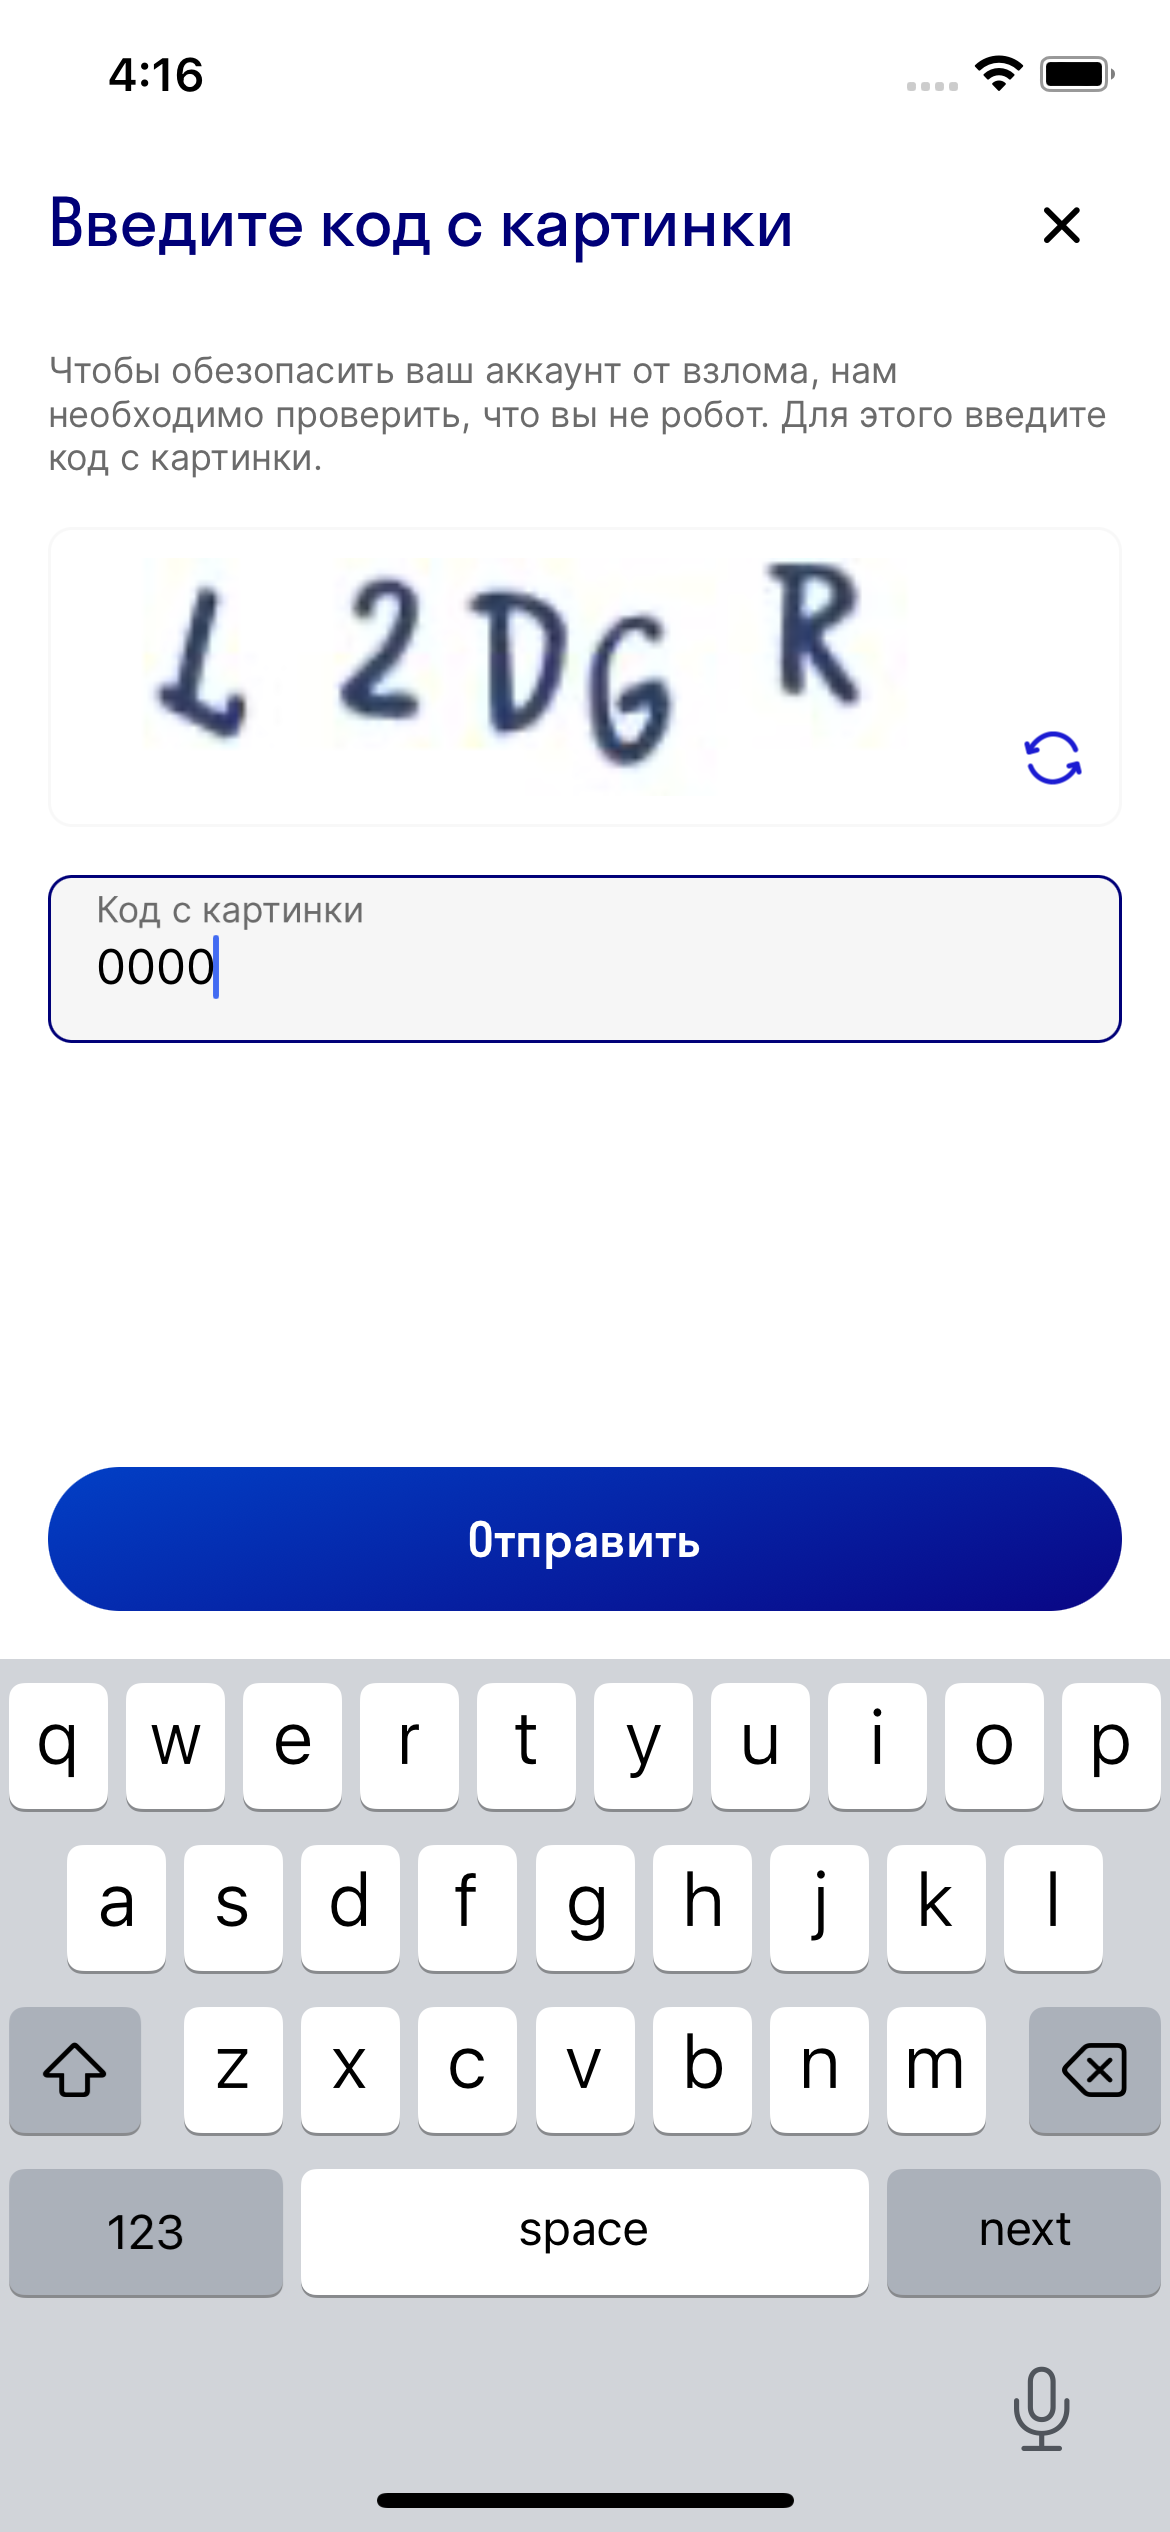 4:16
Введите код с картинки
Чтобы обезопасить ваш аккаунт от взлома, нам
необходимо проверить, что вы не робот. Для этого введите
код с картинки.
L 2DG R
Код с картинки
0000
Отправить
q w e r t y u i o p
a s d f g h j k l
z x c v b n m
123 space next